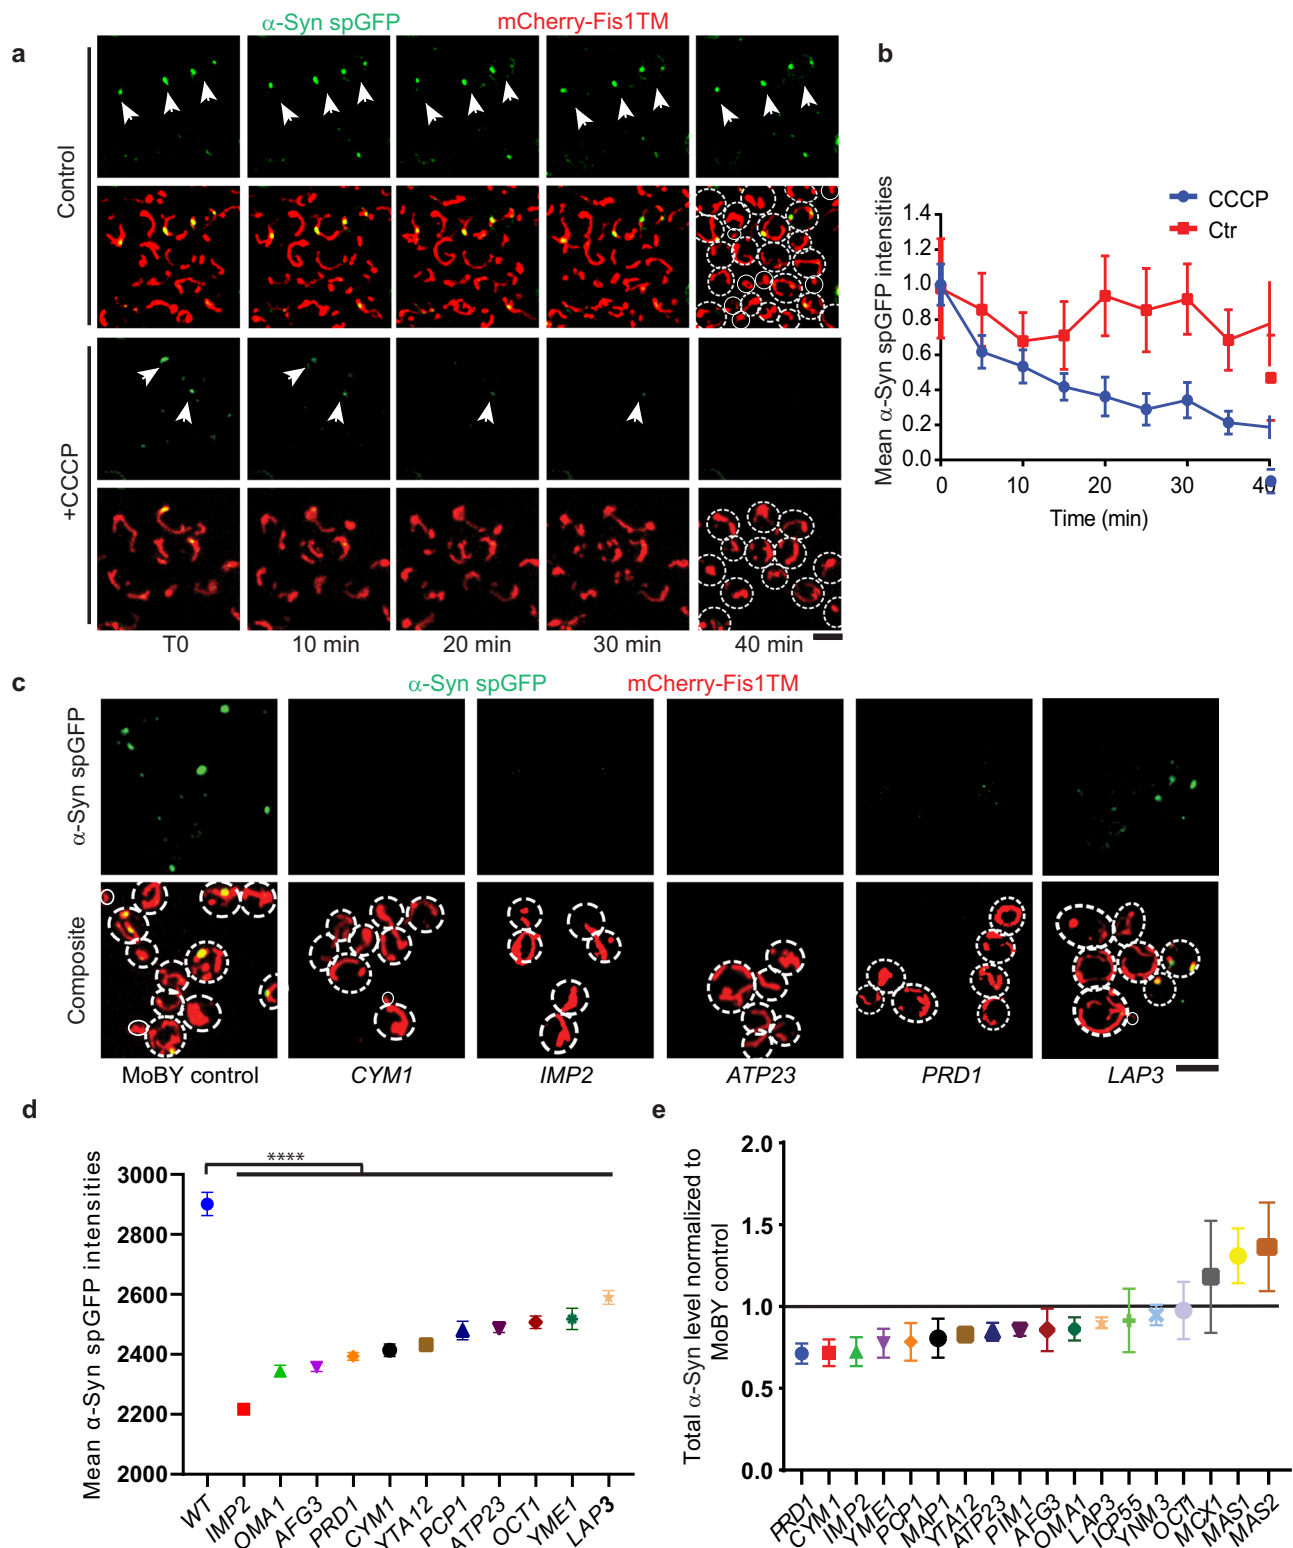 α-Syn spGFP mCherry-Fis1TM
a
Control
+CCCP
T0 10 min 20 min 30 min 40 min
b
CCCP
Ctr
Mean α-Syn spGFP intensities
1.4
1.2
1.0
0.8
0.6
0.4
0.2
0.0
0 10 20 30 40
Time (min)
c
α-Syn spGFP mCherry-Fis1TM
α-Syn spGFP
Composite
MoBY control CYM1 IMP2 ATP23 PRD1 LAP3
d
****
Mean α-Syn spGFP intensities
3000
2800
2600
2400
2200
2000
WT IMP2 OMA1 AFG3 PRD1 CYM1 YTA12 PCP1 ATP23 OCT1 YME1 LAP3
e
Total α-Syn level normalized to
MoBY control
2.0
1.5
1.0
0.5
0.0
PRD1 CYM1 IMP2 YME1 PCP1 MAP1 YTA12 ATP23 PIM1 AFG3 OMA1 LAP3 ICP55 YNM3 OCTI MCX1 MAS1 MAS2